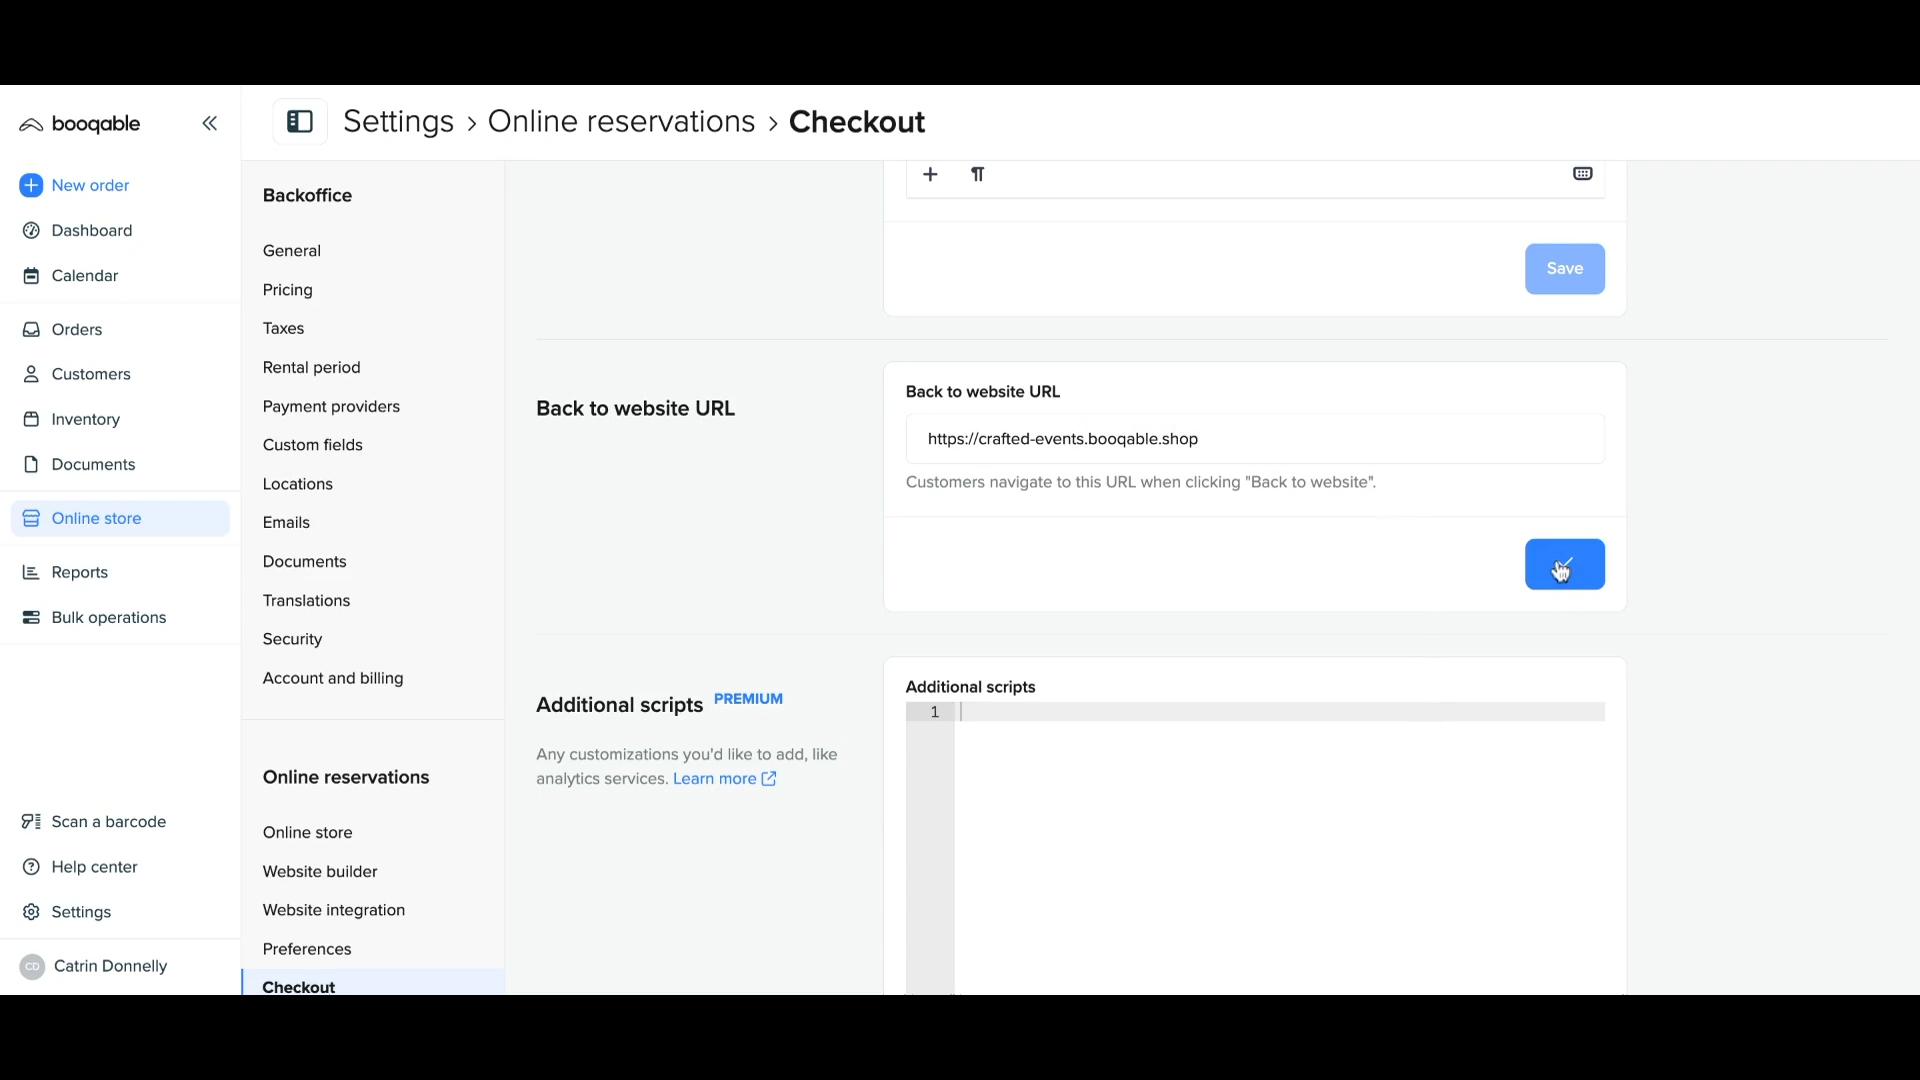 booqable
New order
Dashboard
Calendar
Orders
Customers
Inventory
Documents
Online store
Reports
Bulk operations
Scan a barcode
Help center
Settings
CD Catrin Donnelly
Settings > Online reservations > Checkout
Backoffice
General
Pricing
Taxes
Rental period
Payment providers
Custom fields
Locations
Emails
Documents
Translations
Security
Account and billing
Online reservations
Online store
Website builder
Website integration
Preferences
Checkout
Save
Back to website URL
Back to website URL
https://crafted-events.booqable.shop
Customers navigate to this URL when clicking "Back to website".
Additional scripts PREMIUM
Any customizations you'd like to add, like
analytics services. Learn more
Additional scripts
1